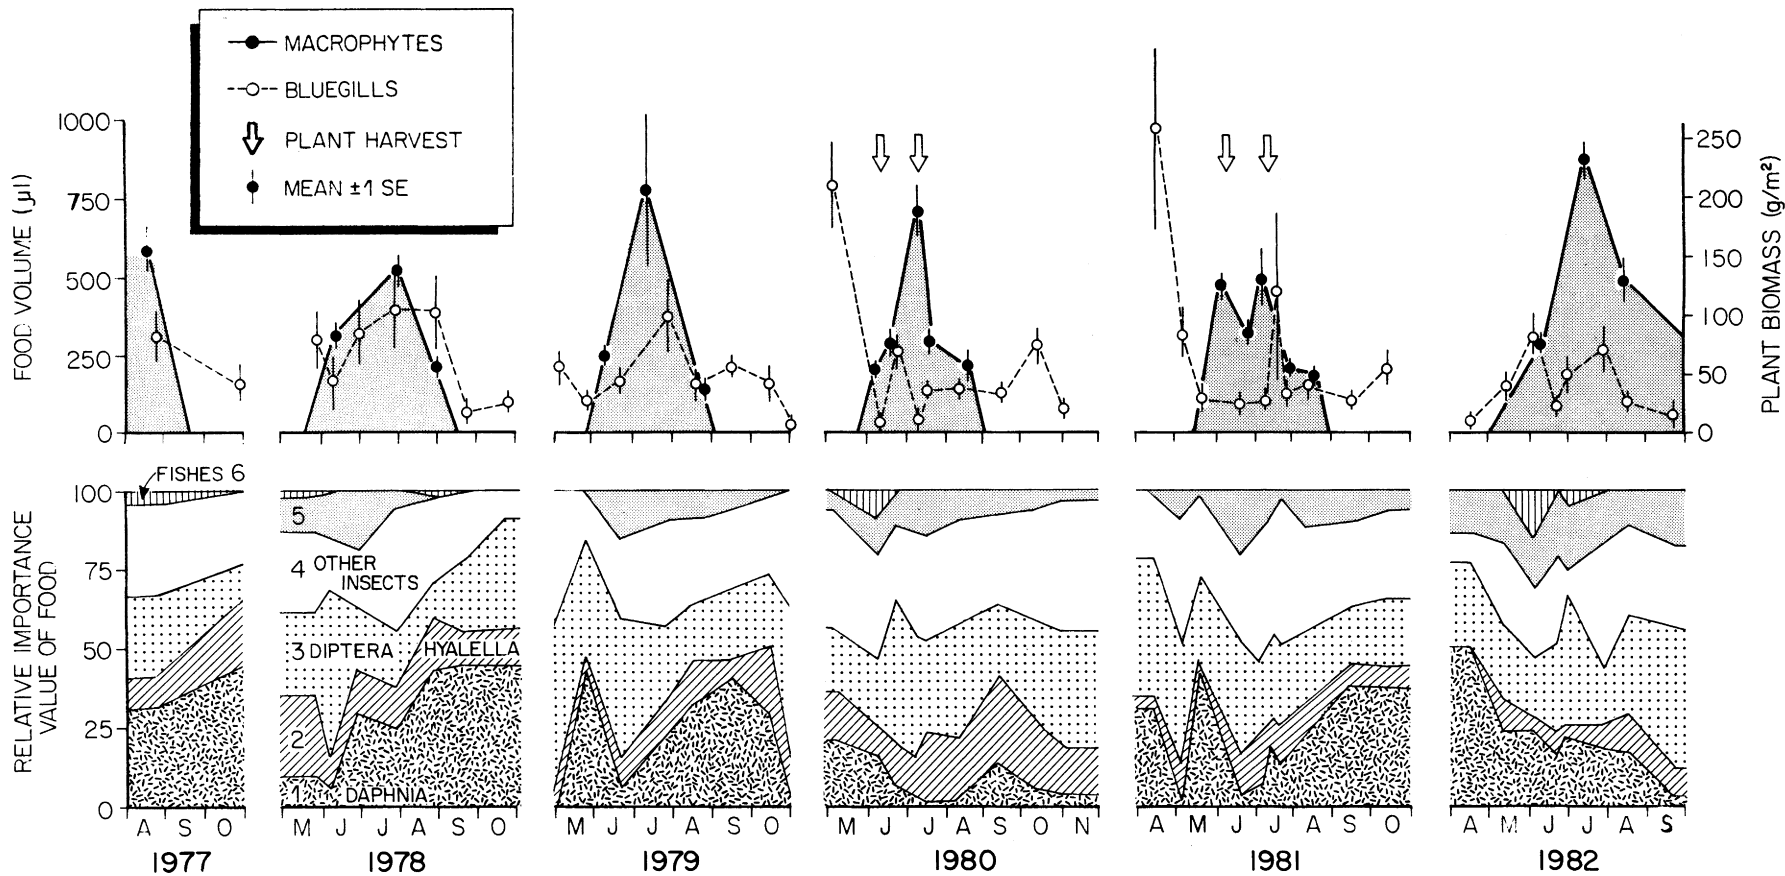 MACROPHYTES
BLUEGILLS
PLANT HARVEST
MEAN ±1 SE
FOOD VOLUME (µl)
1000
750
500
250
0
PLANT BIOMASS (g/m²)
250
200
150
100
50
0
RELATIVE IMPORTANCE
VALUE OF FOOD
100
75
50
25
0
FISHES 6
5
4 OTHER
INSECTS
3 DIPTERA
HYALELLA
2
1 DAPHNIA
A S O
M J J A S O
M J J A S O
M J J A S O N
A M J J A S O
A M J J A S
1977
1978
1979
1980
1981
1982